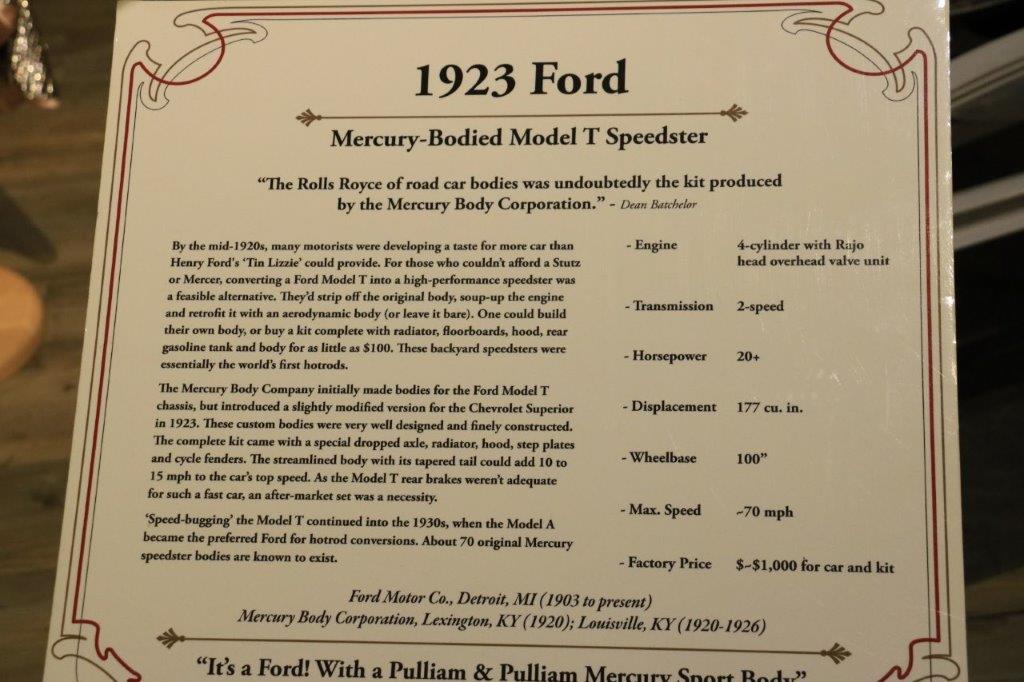 1923 Ford
Mercury-Bodied Model T Speedster
“The Rolls Royce of road car bodies was undoubtedly the kit produced
by the Mercury Body Corporation.” - Dean Batchelor
By the mid-1920s, many motorists were developing a taste for more car than
Henry Ford's ‘Tin Lizzie’ could provide. For those who couldn’t afford a Stutz
or Mercer, converting a Ford Model T into a high-performance speedster was
a feasible alternative. They’d strip off the original body, soup-up the engine
and retrofit it with an aerodynamic body (or leave it bare). One could build
their own body, or buy a kit complete with radiator, floorboards, hood, rear
gasoline tank and body for as little as $100. These backyard speedsters were
essentially the world’s first hotrods.
The Mercury Body Company initially made bodies for the Ford Model T
chassis, but introduced a slightly modified version for the Chevrolet Superior
in 1923. These custom bodies were very well designed and finely constructed.
The complete kit came with a special dropped axle, radiator, hood, step plates
and cycle fenders. The streamlined body with its tapered tail could add 10 to
15 mph to the car’s top speed. As the Model T rear brakes weren’t adequate
for such a fast car, an after-market set was a necessity.
‘Speed-bugging’ the Model T continued into the 1930s, when the Model A
became the preferred Ford for hotrod conversions. About 70 original Mercury
speedster bodies are known to exist.
- Engine 4-cylinder with Rajo
head overhead valve unit
- Transmission 2-speed
- Horsepower 20+
- Displacement 177 cu. in.
- Wheelbase 100”
- Max. Speed ~70 mph
- Factory Price $~$1,000 for car and kit
Ford Motor Co., Detroit, MI (1903 to present)
Mercury Body Corporation, Lexington, KY (1920); Louisville, KY (1920-1926)
“It’s a Ford! With a Pulliam & Pulliam Mercury Sport Body”